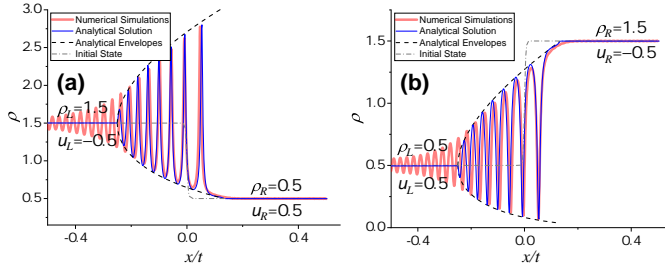 3.0
2.5
2.0
1.5
1.0
0.5
ρ
Numerical Simulations
Analytical Solution
Analytical Envelopes
Initial State
(a)
ρL=1.5
uL=−0.5
ρR=0.5
uR=0.5
-0.4 0.0 0.4
x/t
1.5
1.0
0.5
0.0
ρ
Numerical Simulations
Analytical Solution
Analytical Envelopes
Initial State
ρR=1.5
uR=−0.5
(b)
ρL=0.5
uL=0.5
-0.4 0.0 0.4
x/t